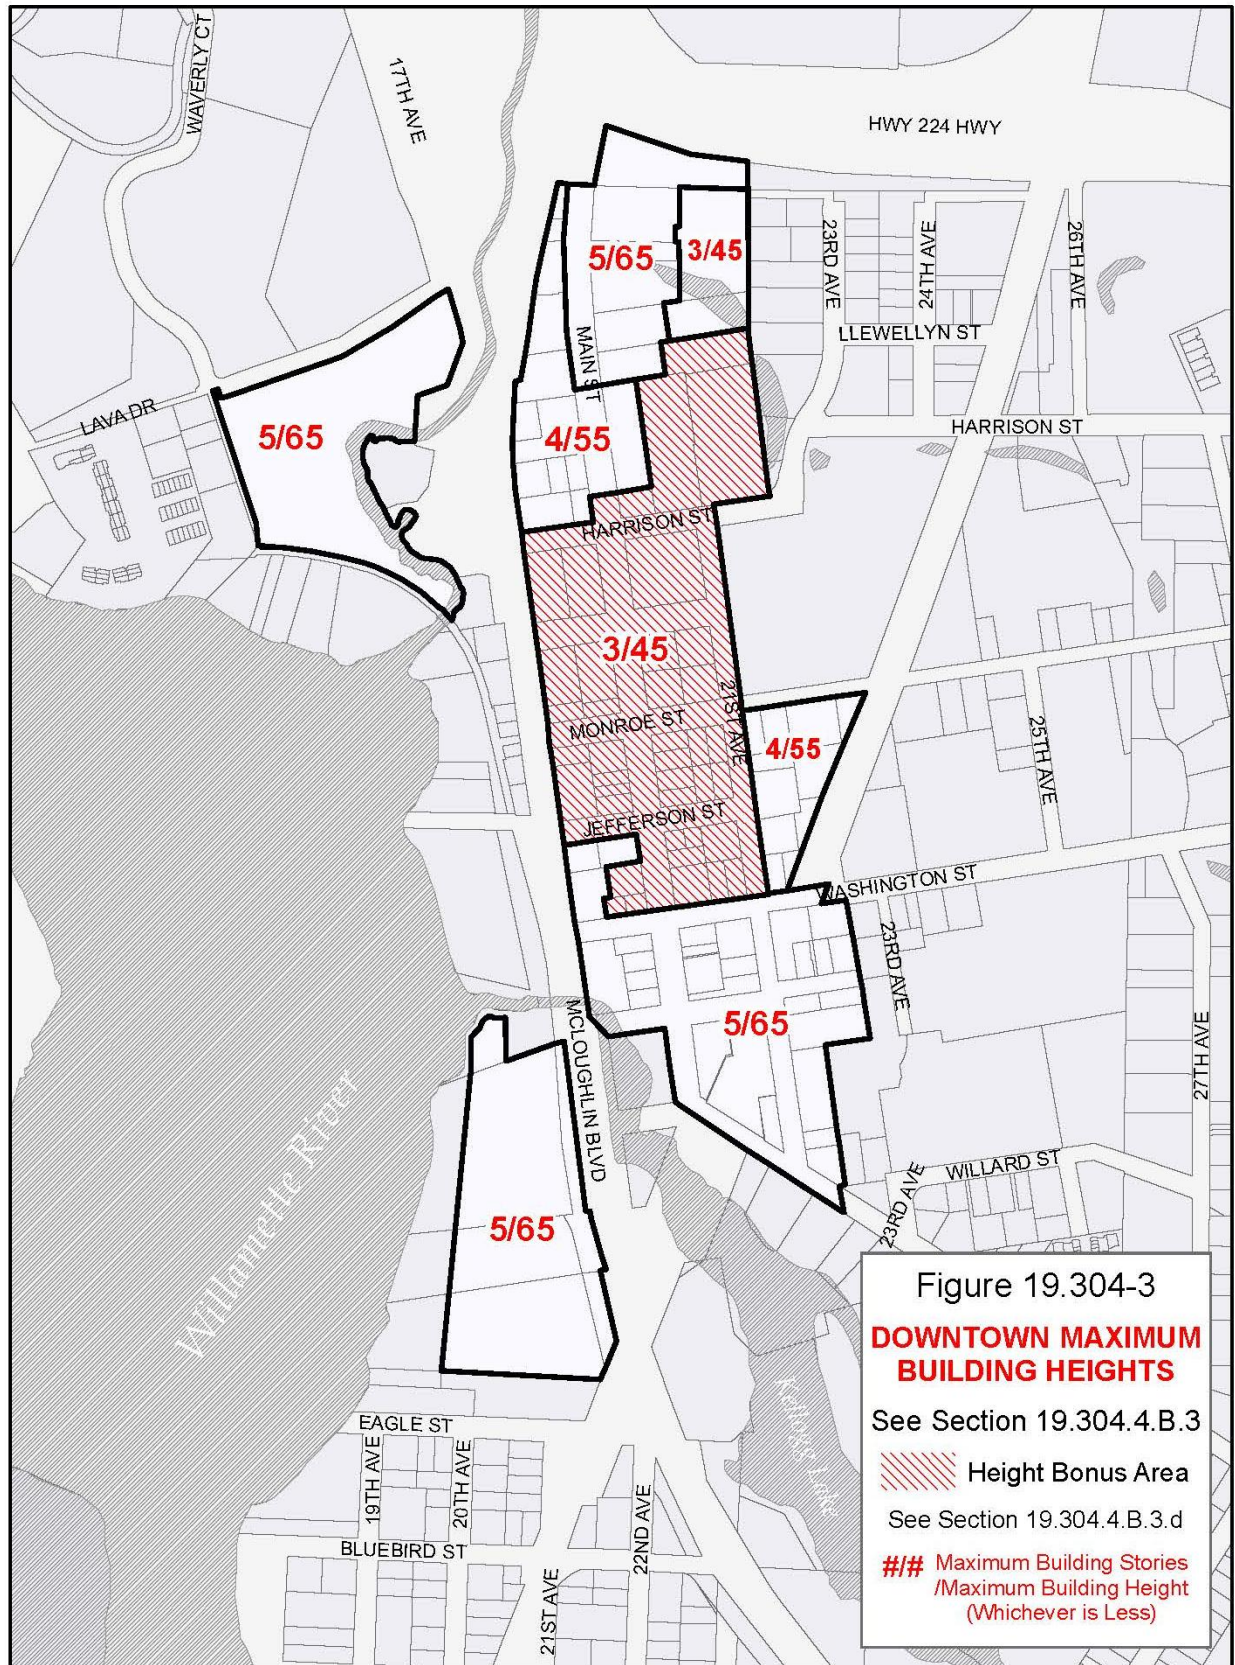 WAVERLY CT
17TH AVE
HWY 224 HWY
5/65
3/45
23RD AVE
24TH AVE
26TH AVE
MAIN ST
LLEWELLYN ST
LAVA DR
5/65
4/55
HARRISON ST
HARRISON ST
3/45
21ST AVE
MONROE ST
4/55
25TH AVE
JEFFERSON ST
WASHINGTON ST
23RD AVE
MCLOUGHLIN BLVD
5/65
27TH AVE
Willamette River
WILLARD ST
23RD AVE
5/65
Kellogg Lake
EAGLE ST
19TH AVE
20TH AVE
BLUEBIRD ST
21ST AVE
22ND AVE
Figure 19.304-3
DOWNTOWN MAXIMUM
BUILDING HEIGHTS
See Section 19.304.4.B.3
Height Bonus Area
See Section 19.304.4.B.3.d
#/# Maximum Building Stories
/Maximum Building Height
(Whichever is Less)